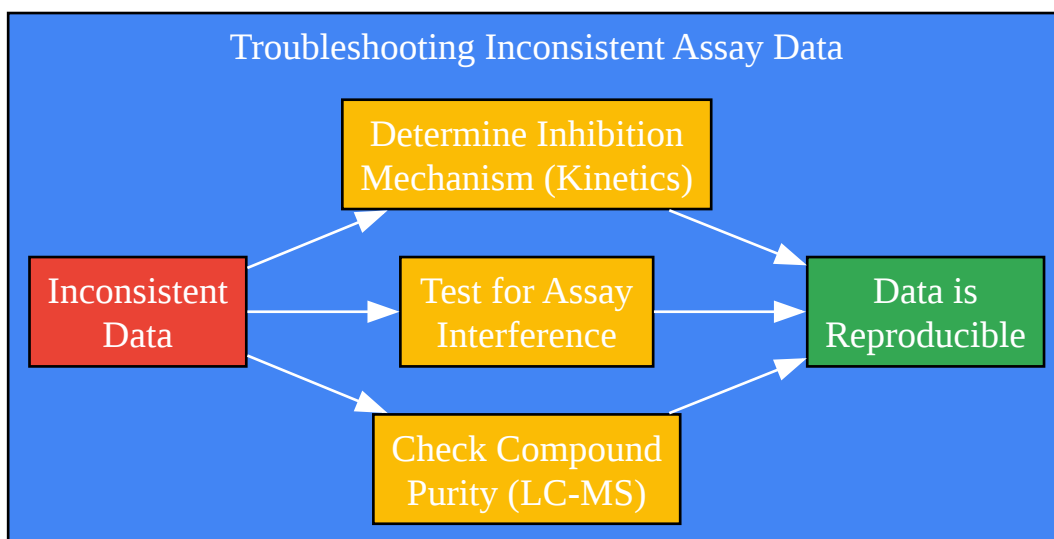 Troubleshooting Inconsistent Assay Data
Determine Inhibition
Mechanism (Kinetics)
Inconsistent
Data
Test for Assay
Interference
Data is
Reproducible
Check Compound
Purity (LC-MS)